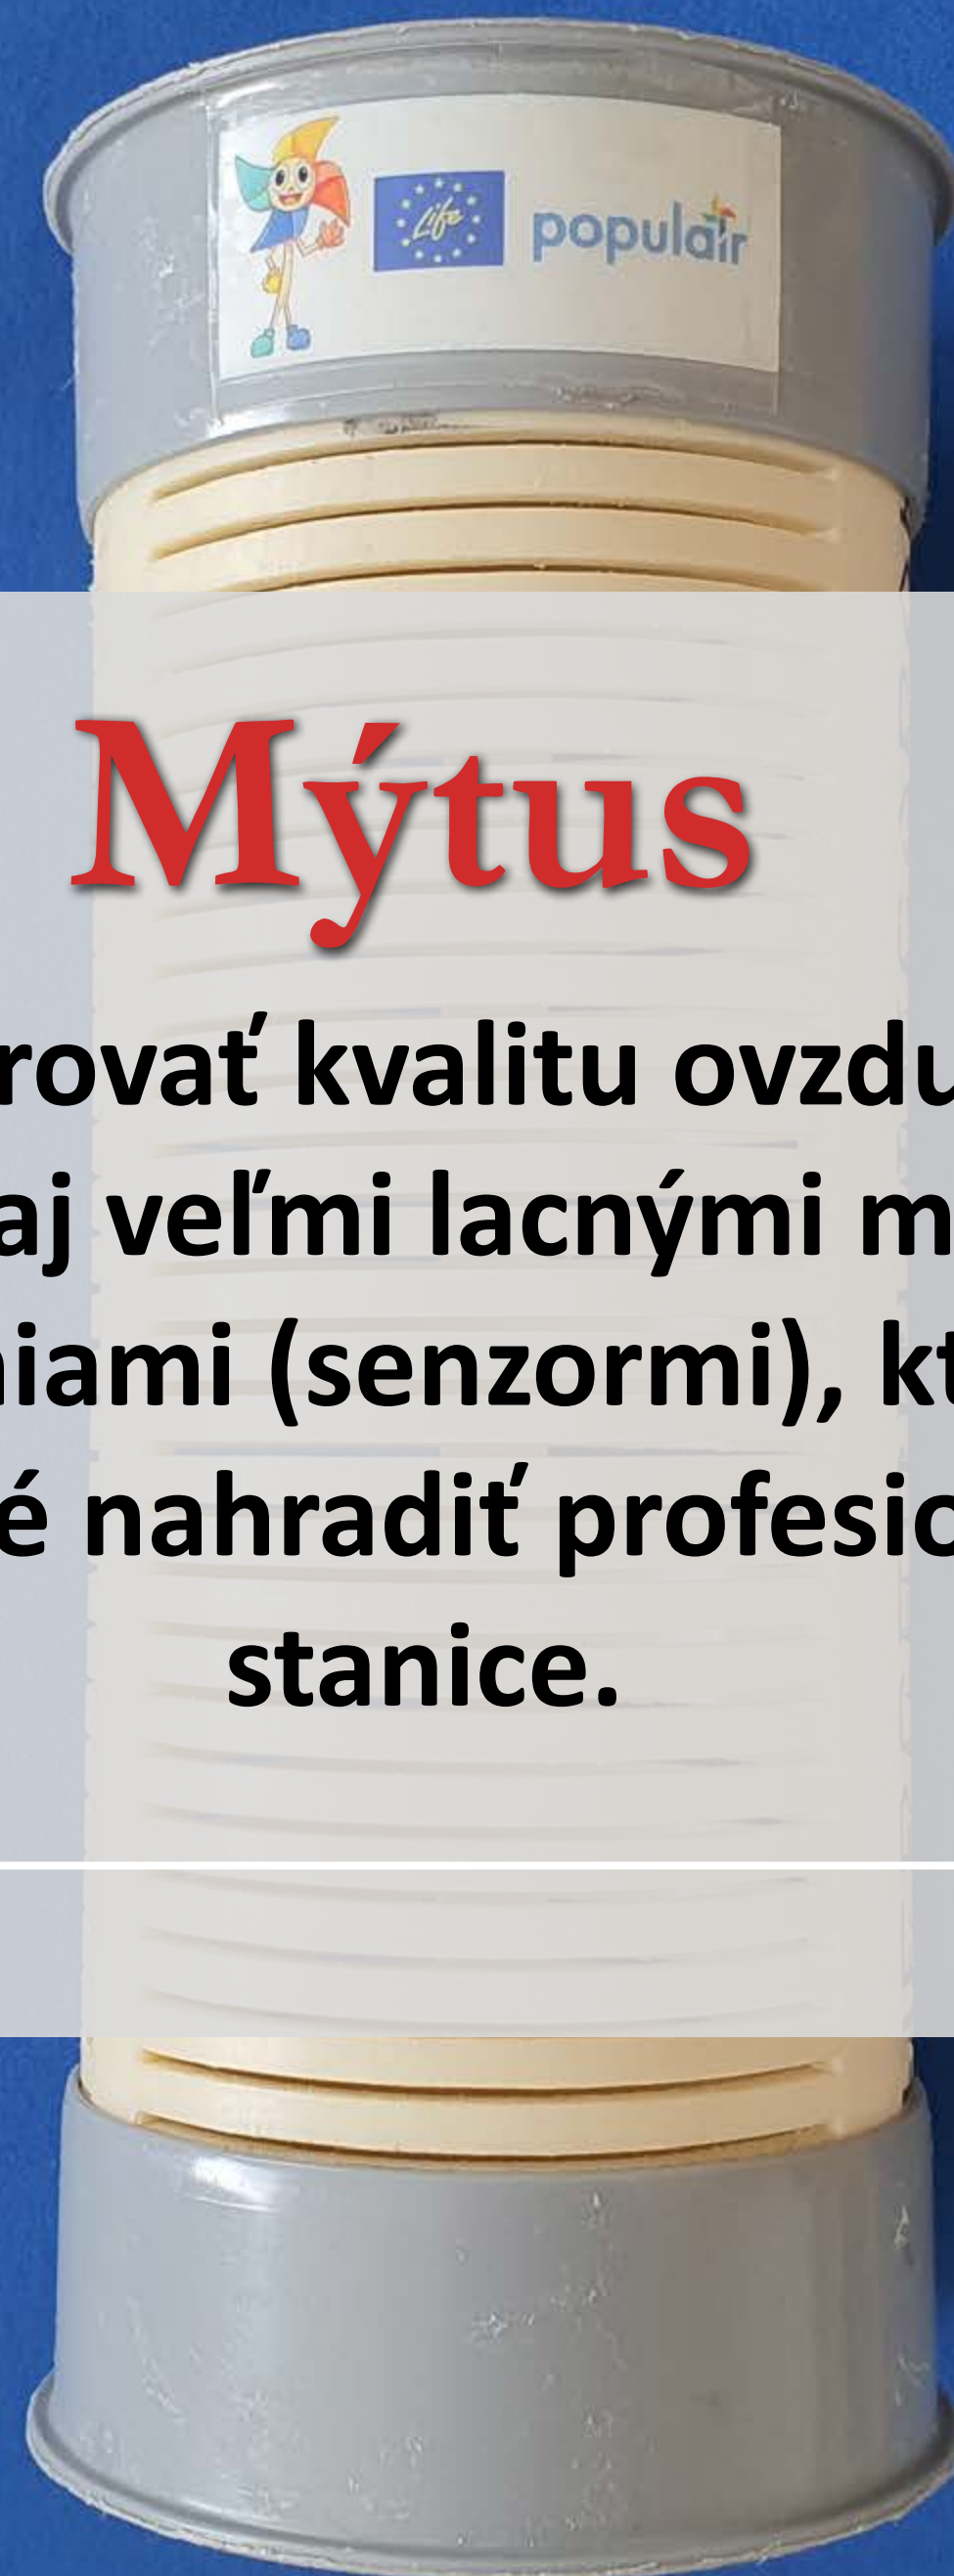 Life
populair
Mýtus
rovať kvalitu ovzdu
aj veľmi lacnými m
iami (senzormi), kt
é nahradiť profesio
stanice.